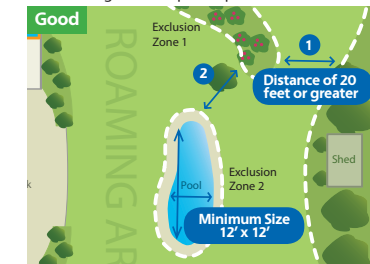 Good
Exclusion
Zone 1
1
2
Distance of 20
feet or greater
ROAMING AR
Shed
Pool
Exclusion
Zone 2
k
Minimum Size
12' x 12'